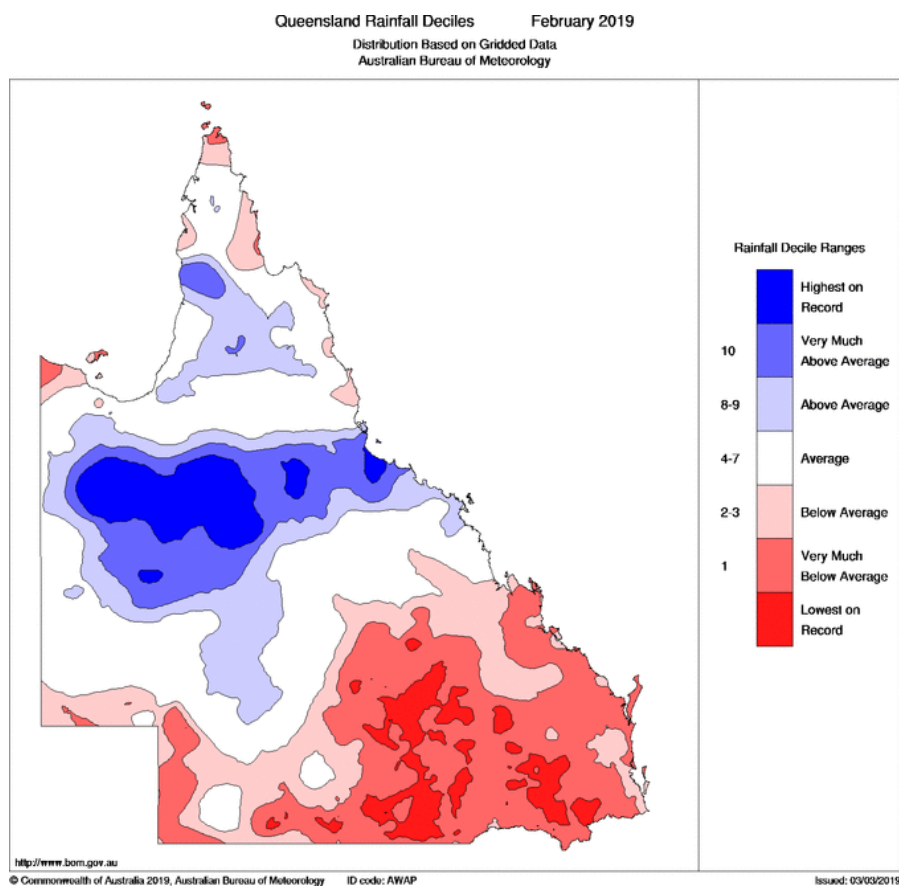 Queensland Rainfall Deciles February 2019
Distribution Based on Gridded Data
Australian Bureau of Meteorology
Rainfall Decile Ranges
Highest on
Record
10 Very Much
Above Average
8-9 Above Average
4-7 Average
2-3 Below Average
1 Very Much
Below Average
Lowest on
Record
http://www.bom.gov.au
© Commonwealth of Australia 2019, Australian Bureau of Meteorology ID code: AWAP Issued: 03/03/2019